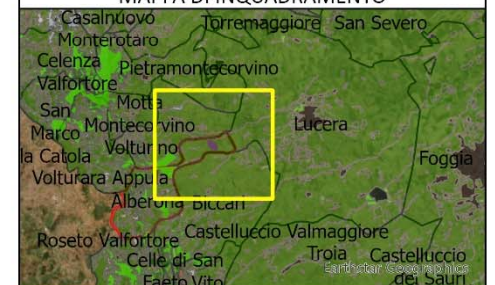 MAPPA DI INQUADRAMENTO
Casalnuovo
Monterotaro
Torremaggiore
San Severo
Celenza
Valfortore
Pietramontecorvino
San
Marco
la Catola
Motta
Montecorvino
Lucera
Volturino
Foggia
Volturara Appula
Alberona
Biccari
Roseto Valfortore
Castelluccio Valmaggiore
Celle di San
Troia
Castelluccio
dei Sauri
Faeto Vito
Earthstar Geographics